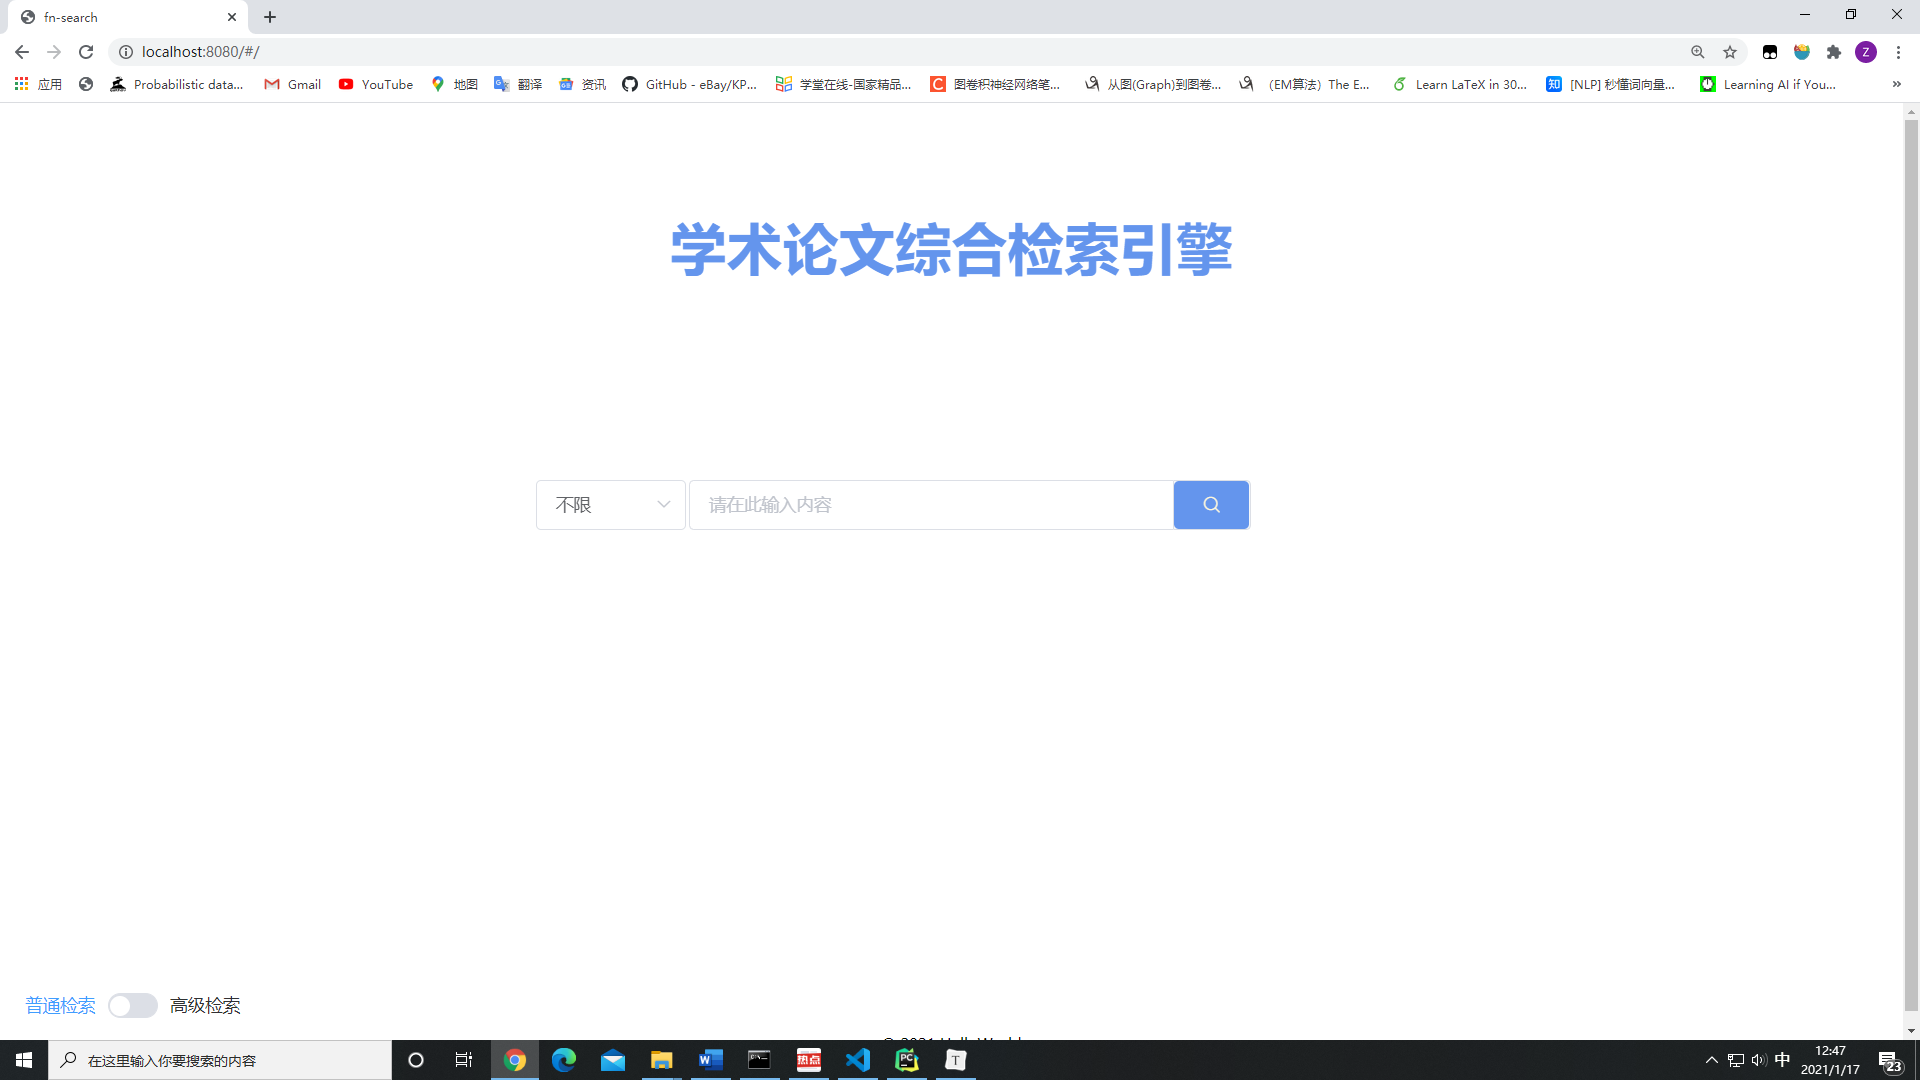 fn-search
localhost:8080/#/
应用
Probabilistic data...
Gmail
YouTube
地图
翻译
资讯
GitHub - eBay/KP...
学堂在线-国家精品...
图卷积神经网络笔...
从图(Graph)到图卷...
（EM算法）The E...
Learn LaTeX in 30...
[NLP] 秒懂词向量...
Learning AI if You...
学术论文综合检索引擎
不限
请在此输入内容
普通检索
高级检索
在这里输入你要搜索的内容
热点
中
12:47
2021/1/17
23